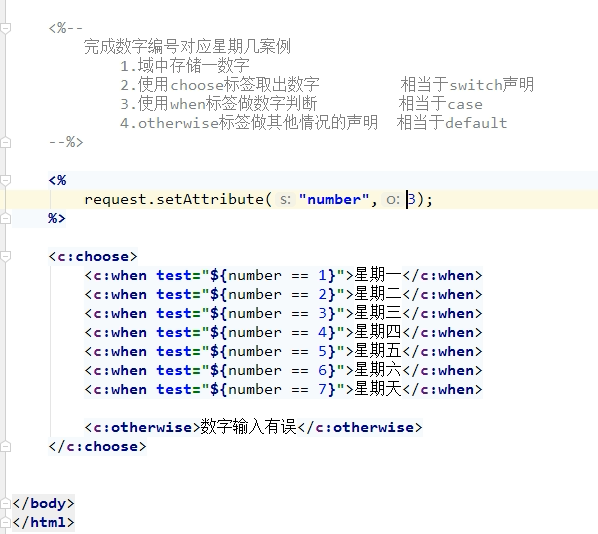 <%--
完成数字编号对应星期几案例
1.域中存储一数字
2.使用choose标签取出数字 相当于switch声明
3.使用when标签做数字判断 相当于case
4.otherwise标签做其他情况的声明 相当于default
--%>
<%
request.setAttribute( s: "number", o: 3);
%>
<c:choose>
<c:when test="${number == 1}">星期一</c:when>
<c:when test="${number == 2}">星期二</c:when>
<c:when test="${number == 3}">星期三</c:when>
<c:when test="${number == 4}">星期四</c:when>
<c:when test="${number == 5}">星期五</c:when>
<c:when test="${number == 6}">星期六</c:when>
<c:when test="${number == 7}">星期天</c:when>
<c:otherwise>数字输入有误</c:otherwise>
</c:choose>
</body>
</html>